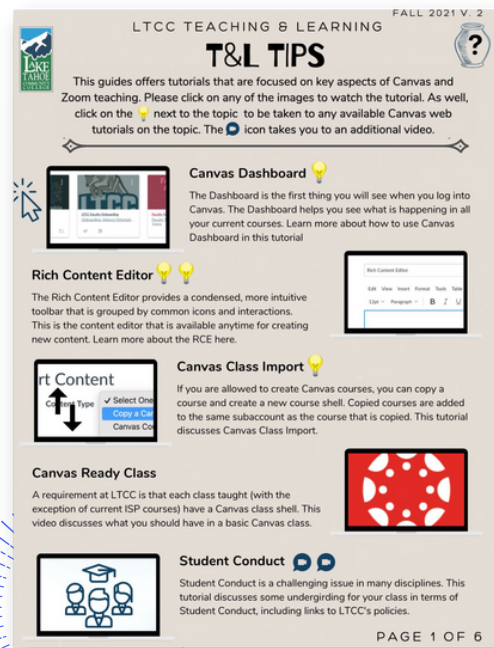 FALL 2021 V. 2
LTCC TEACHING & LEARNING
T&L TIPS
LAKE
TAHOE
COMMUNITY
COLLEGE
?
This guides offers tutorials that are focused on key aspects of Canvas and
Zoom teaching. Please click on any of the images to watch the tutorial. As well,
click on the next to the topic to be taken to any available Canvas web
tutorials on the topic. The icon takes you to an additional video.
LTCC
Canvas Dashboard
The Dashboard is the first thing you will see when you log into
Canvas. The Dashboard helps you see what is happening in all
your current courses. Learn more about how to use Canvas
Dashboard in this tutorial
Rich Content Editor
The Rich Content Editor provides a condensed, more intuitive
toolbar that is grouped by common icons and interactions.
This is the content editor that is available anytime for creating
new content. Learn more about the RCE here.
Rich Content Editor
Edit View Insert Format Tools Table
12pt Paragraph B I U
rt Content
Content Type
✓ Select One
Copy a Can
Canvas Cou
Canvas Class Import
If you are allowed to create Canvas courses, you can copy a
course and create a new course shell. Copied courses are added
to the same subaccount as the course that is copied. This tutorial
discusses Canvas Class Import.
Canvas Ready Class
A requirement at LTCC is that each class taught (with the
exception of current ISP courses) have a Canvas class shell. This
video discusses what you should have in a basic Canvas class.
Student Conduct
Student Conduct is a challenging issue in many disciplines. This
tutorial discusses some undergirding for your class in terms of
Student Conduct, including links to LTCC's policies.
PAGE 1 OF 6